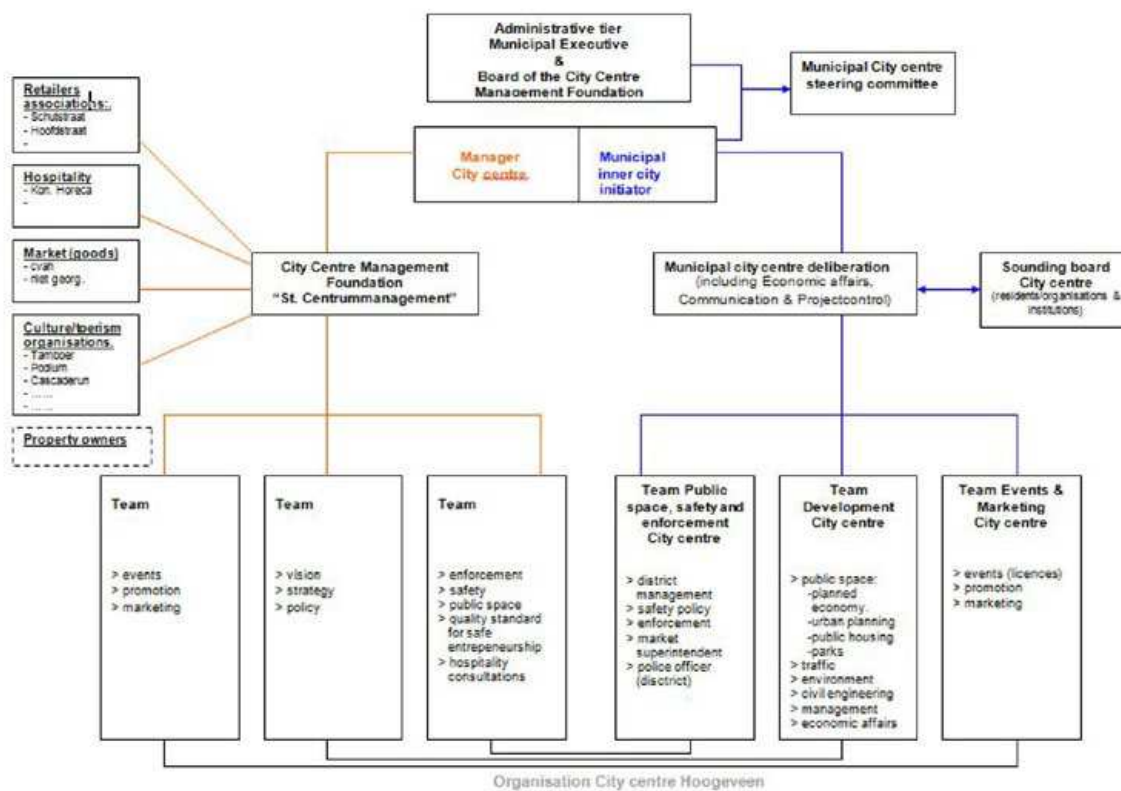 Administrative tier
Municipal Executive
&
Board of the City Centre
Management Foundation
Municipal City centre
steering committee
Retailers
associations:.
- Schutstraat
- Hoofdstraat
-
Manager
City centre.
Municipal
inner city
initiator
Hospitality
- Kon. Horeca
-
Market (goods)
- cvah
- niet georg.
City Centre Management
Foundation
“St. Centrummanagement”
Municipal city centre deliberation
(including Economic affairs,
Communication & Projectcontrol)
Sounding board
City centre
(residents/organisations &
institutions)
Culture/toerism
organisations.
- Tamboer
- Podium
- Cascaderun
- ......
- ......
Property owners
Team
> events
> promotion
> marketing
Team
> vision
> strategy
> policy
Team
> enforcement
> safety
> public space
> quality standard
for safe
entrepeneurship
> hospitality
consultations
Team Public
space, safety and
enforcement
City centre
> district
management
> safety policy
> enforcement
> market
superintendent
> police officer
(disctrict)
Team
Development
City centre
> public space:
-planned
economy.
-urban planning
-public housing
-parks
> traffic
> environment
> civil engineering
> management
> economic affairs
Team Events &
Marketing
City centre
> events (licences)
> promotion
> marketing
Organisation City centre Hoogeveen